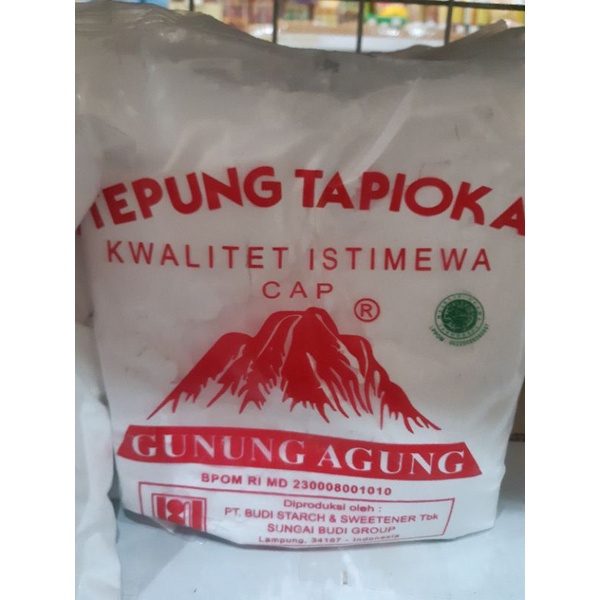 TEPUNG TAPIOKA
KWALITET ISTIMEWA
CAP
®
GUNUNG AGUNG
BPOM RI MD 230008001010
Diproduksi oleh :
PT. BUDI STARCH & SWEETENER Tbk
SUNGAI BUDI GROUP
Lampung, 34187 - Indonesia